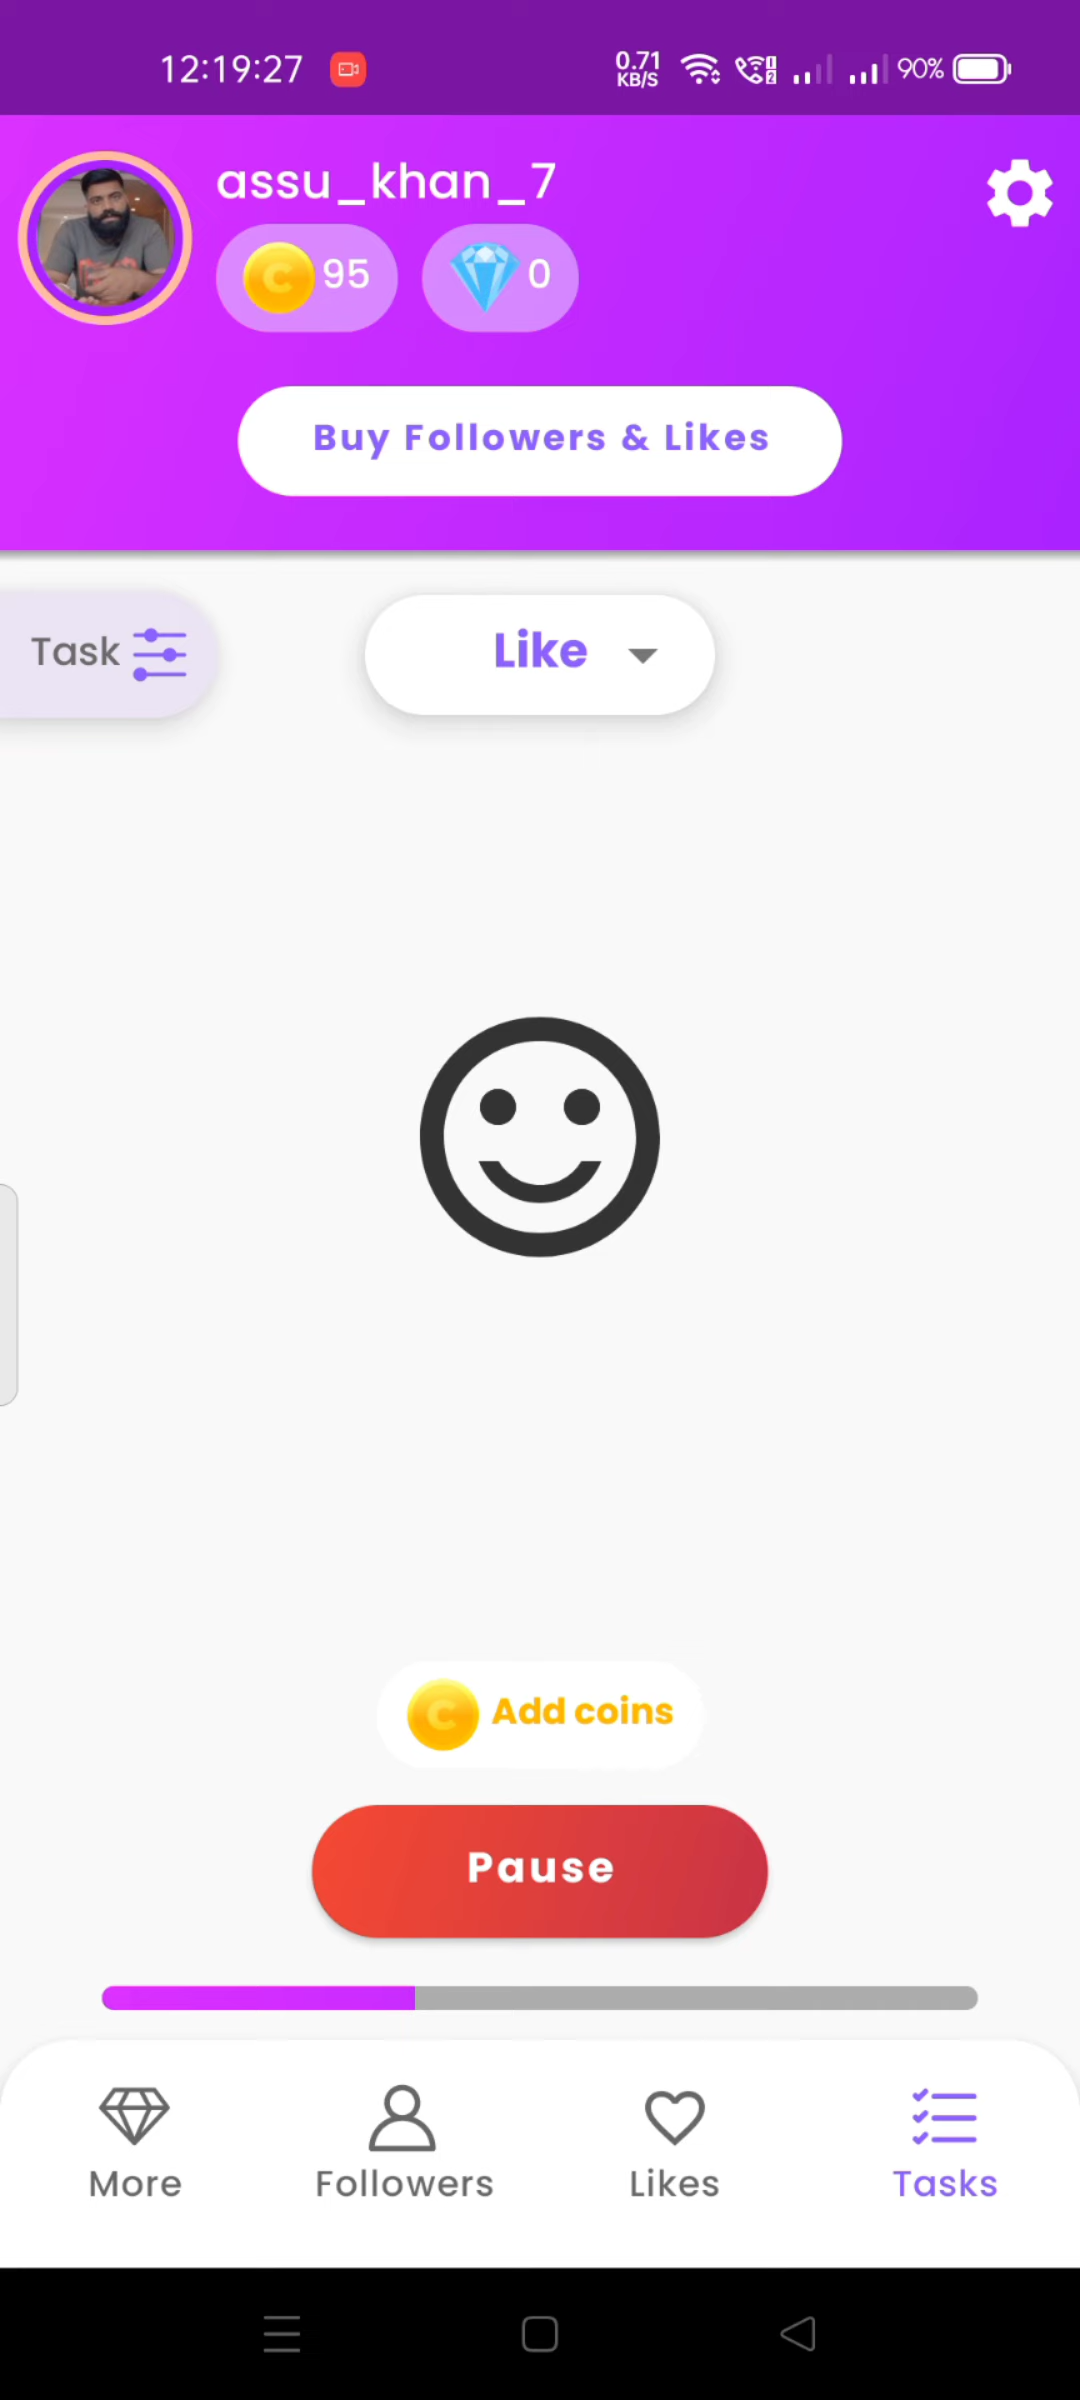 12:19:27
0.71
KB/S
90%
assu_khan_7
C 95
0
Buy Followers & Likes
Task
Like
C Add coins
Pause
More
Followers
Likes
Tasks